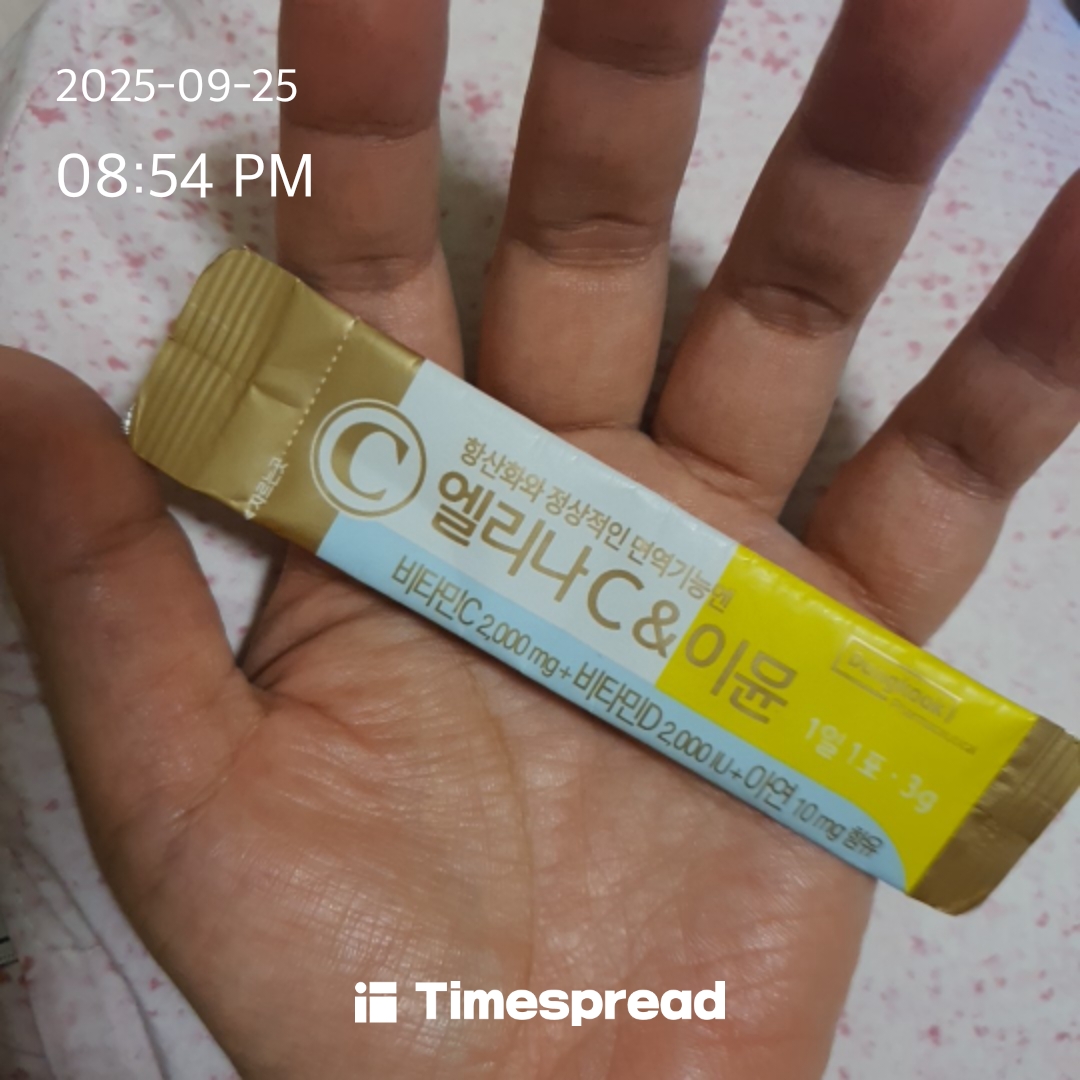 2025-09-25
08:54 PM
자르는곳
C
항산화와 정상적인 면역기능엔
엘리나 C & 이뮨
비타민C 2,000 mg + 비타민D 2,000 IU + 아연 10 mg 함유
1일 1포 · 3g
Timespread